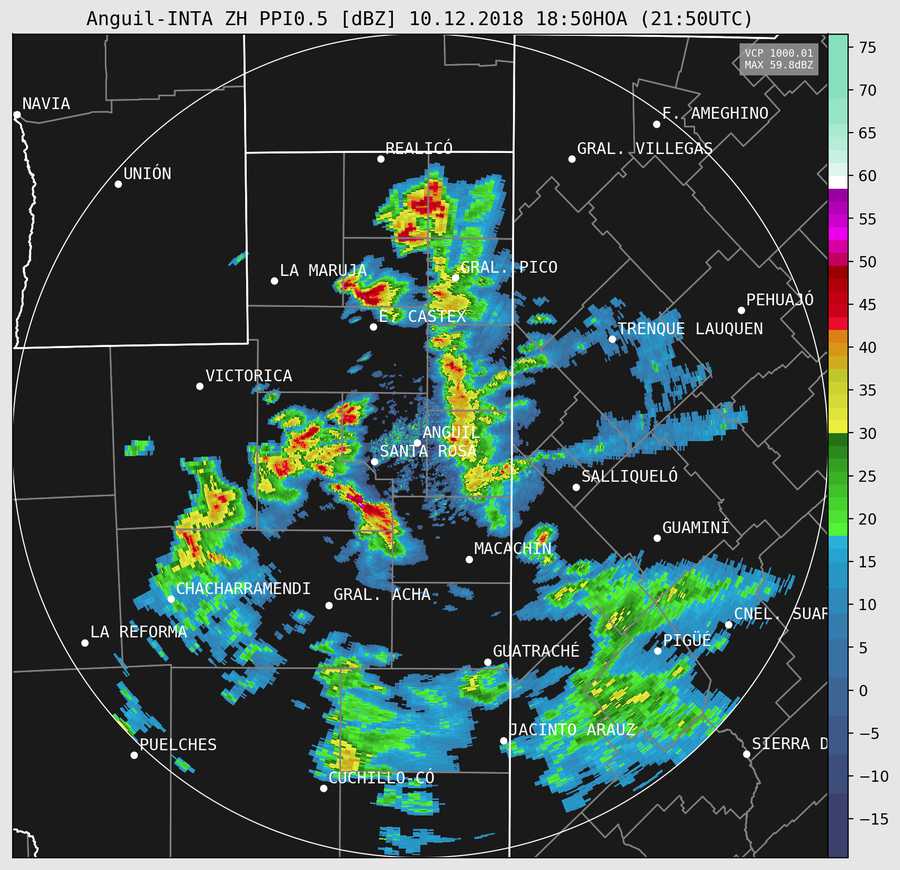 Anguil-INTA ZH PPI0.5 [dBZ] 10.12.2018 18:50HOA (21:50UTC)
VCP 1000.01
MAX 59.8dBZ
75
70
65
60
55
50
45
40
35
30
25
20
15
10
5
0
−5
−10
−15
NAVIA
F. AMEGHINO
REALICÓ
GRAL. VILLEGAS
UNIÓN
LA MARUJA
GRAL. PICO
PEHUAJÓ
E. CASTEX
TRENQUE LAUQUEN
VICTORICA
ANGUIL
SANTA ROSA
SALLIQUELÓ
GUAMINÍ
MACACHIN
CHACHARRAMENDI
GRAL. ACHA
CNEL. SUAR
LA REFORMA
PIGÜÉ
GUATRACHÉ
JACINTO ARAUZ
PUELCHES
SIERRA D
CUCHILLO-CÓ